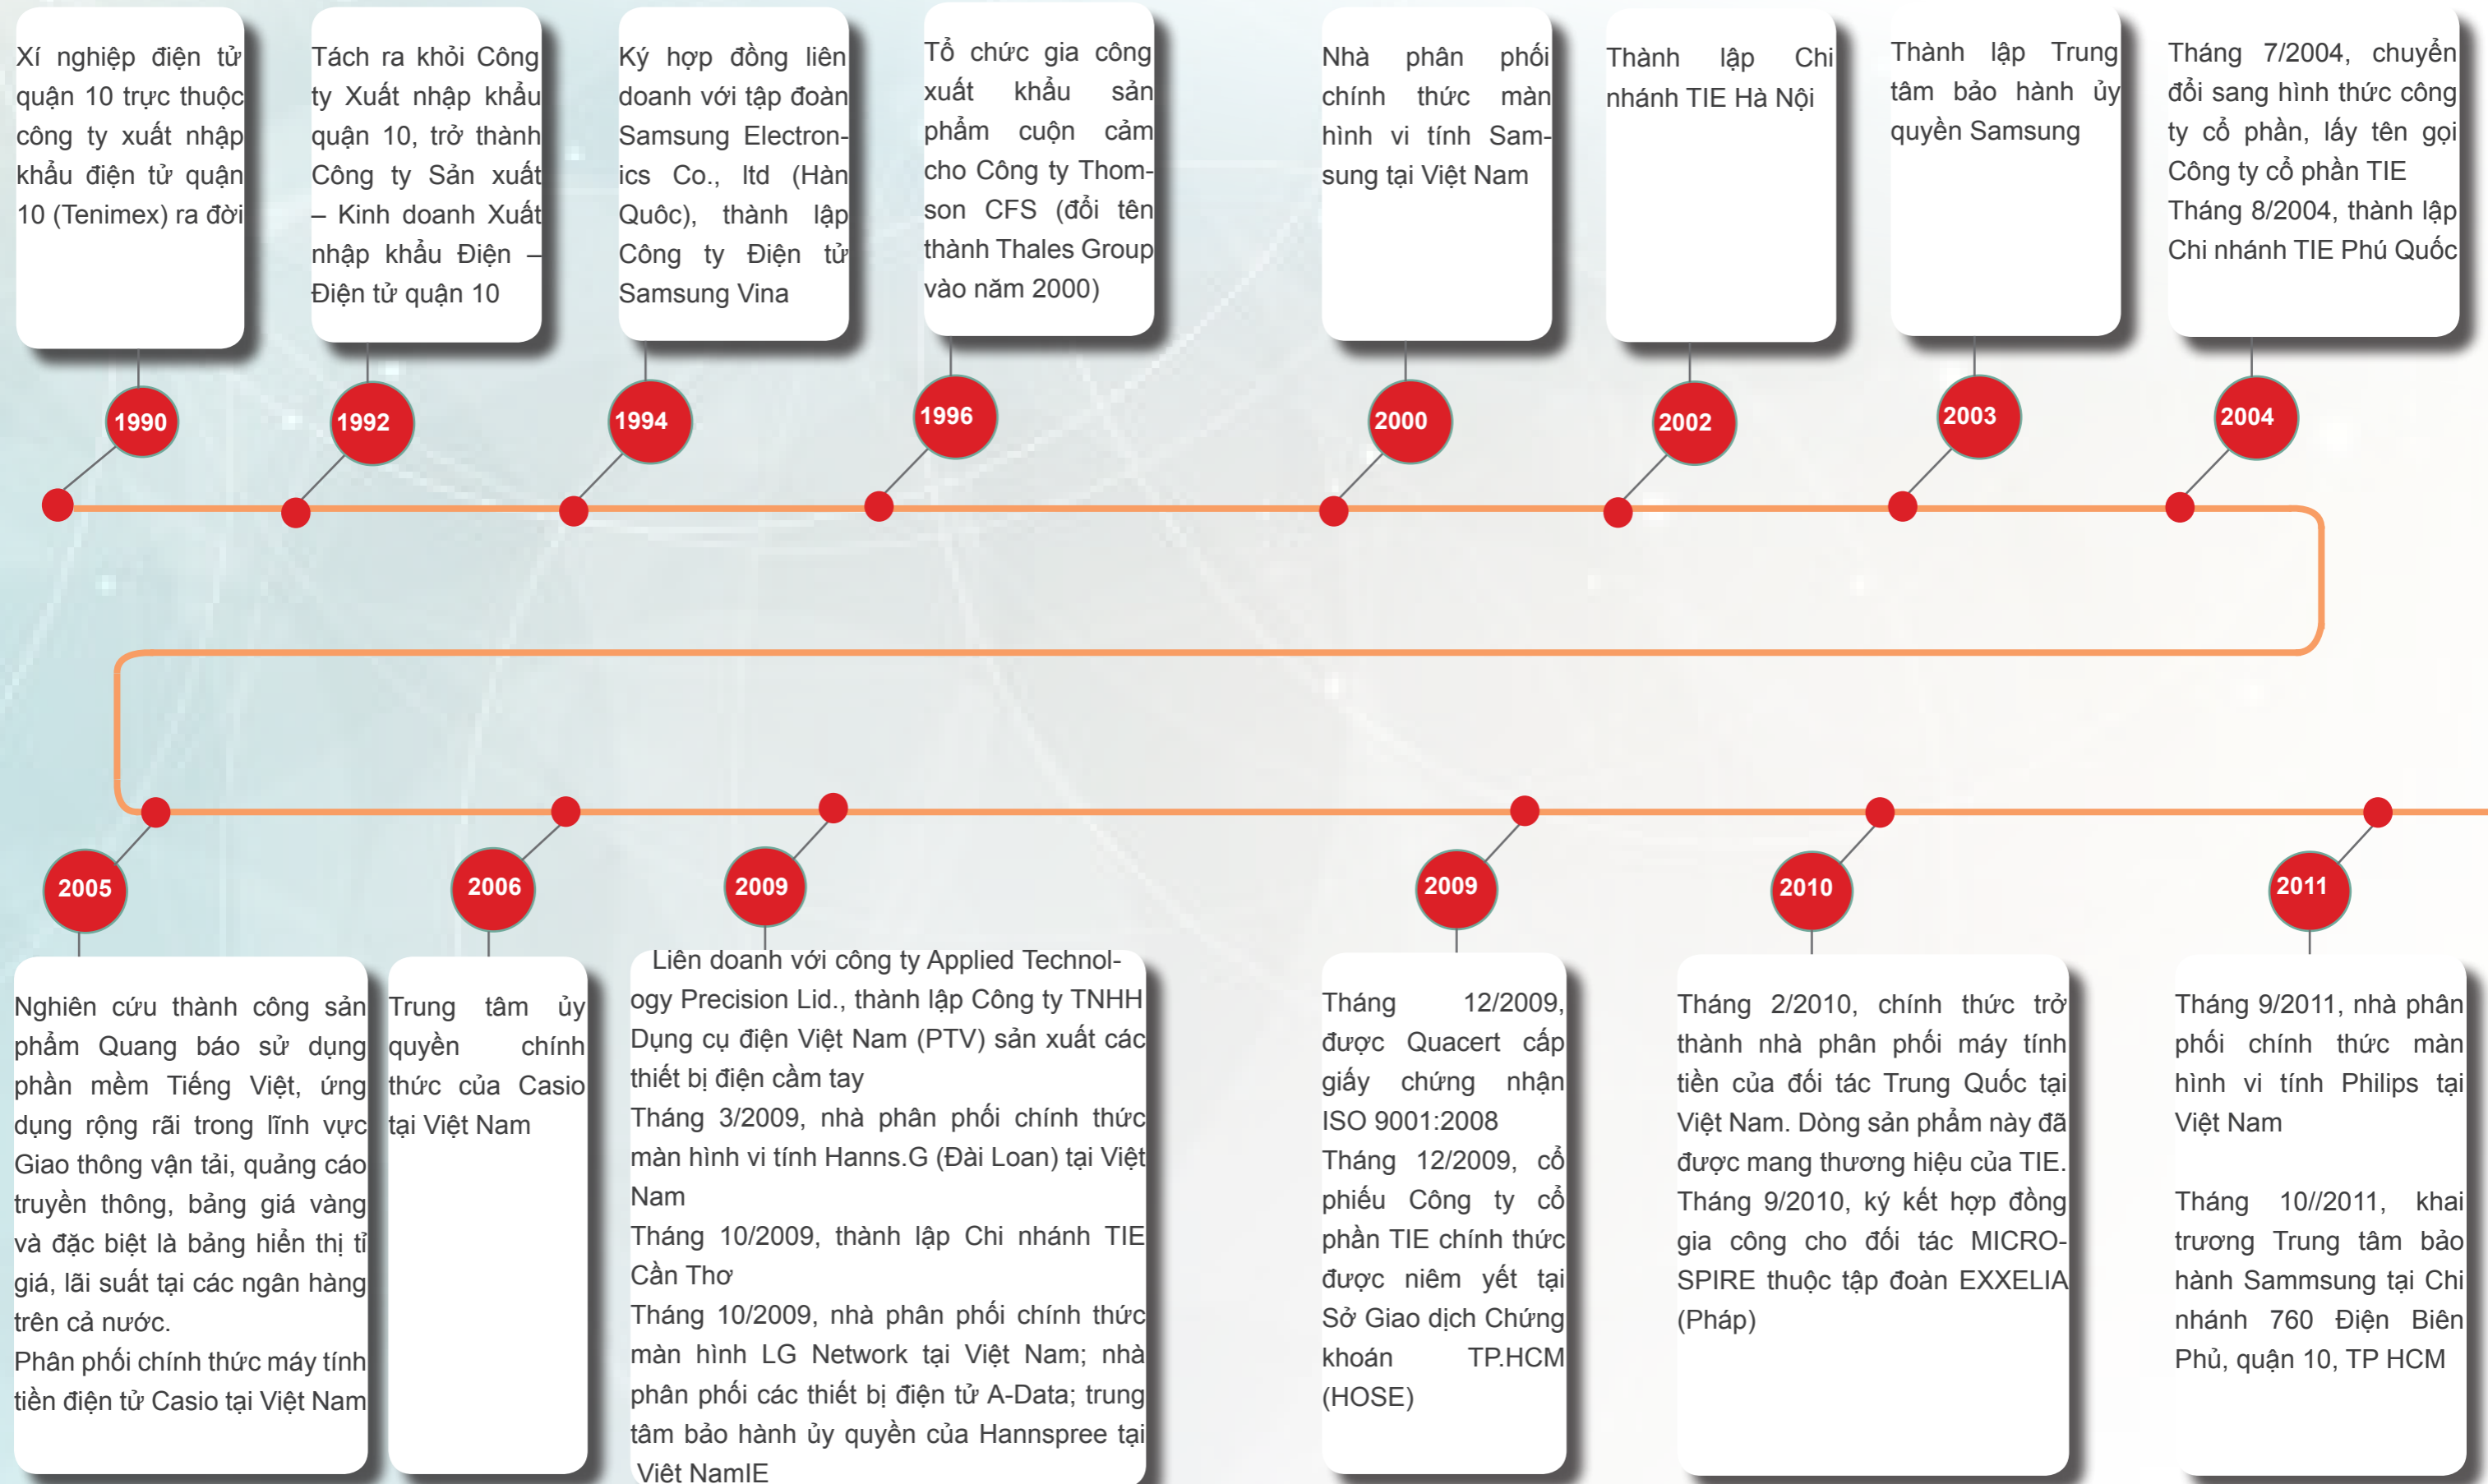 Xí nghiệp điện tử
quận 10 trực thuộc
công ty xuất nhập
khẩu điện tử quận
10 (Tenimex) ra đời
1990
Tách ra khỏi Công
ty Xuất nhập khẩu
quận 10, trở thành
Công ty Sản xuất
– Kinh doanh Xuất
nhập khẩu Điện –
Điện tử quận 10
1992
Ký hợp đồng liên
doanh với tập đoàn
Samsung Electron-
ics Co., ltd (Hàn
Quôc), thành lập
Công ty Điện tử
Samsung Vina
1994
Tổ chức gia công
xuất khẩu sản
phẩm cuộn cảm
cho Công ty Thom-
son CFS (đổi tên
thành Thales Group
vào năm 2000)
1996
Nhà phân phối
chính thức màn
hình vi tính Sam-
sung tại Việt Nam
2000
Thành lập Chi
nhánh TIE Hà Nội
2002
Thành lập Trung
tâm bảo hành ủy
quyền Samsung
2003
Tháng 7/2004, chuyển
đổi sang hình thức công
ty cổ phần, lấy tên gọi
Công ty cổ phần TIE
Tháng 8/2004, thành lập
Chi nhánh TIE Phú Quốc
2004
2005
Nghiên cứu thành công sản
phẩm Quang báo sử dụng
phần mềm Tiếng Việt, ứng
dụng rộng rãi trong lĩnh vực
Giao thông vận tải, quảng cáo
truyền thông, bảng giá vàng
và đặc biệt là bảng hiển thị tỉ
giá, lãi suất tại các ngân hàng
trên cả nước.
Phân phối chính thức máy tính
tiền điện tử Casio tại Việt Nam
2006
Trung tâm ủy
quyền chính
thức của Casio
tại Việt Nam
2009
Liên doanh với công ty Applied Technol-
ogy Precision Lid., thành lập Công ty TNHH
Dụng cụ điện Việt Nam (PTV) sản xuất các
thiết bị điện cầm tay
Tháng 3/2009, nhà phân phối chính thức
màn hình vi tính Hanns.G (Đài Loan) tại Việt
Nam
Tháng 10/2009, thành lập Chi nhánh TIE
Cần Thơ
Tháng 10/2009, nhà phân phối chính thức
màn hình LG Network tại Việt Nam; nhà
phân phối các thiết bị điện tử A-Data; trung
tâm bảo hành ủy quyền của Hannspree tại
Việt NamIE
2009
Tháng 12/2009,
được Quacert cấp
giấy chứng nhận
ISO 9001:2008
Tháng 12/2009, cổ
phiếu Công ty cổ
phần TIE chính thức
được niêm yết tại
Sở Giao dịch Chứng
khoán TP.HCM
(HOSE)
2010
Tháng 2/2010, chính thức trở
thành nhà phân phối máy tính
tiền của đối tác Trung Quốc tại
Việt Nam. Dòng sản phẩm này đã
được mang thương hiệu của TIE.
Tháng 9/2010, ký kết hợp đồng
gia công cho đối tác MICRO-
SPIRE thuộc tập đoàn EXXELIA
(Pháp)
2011
Tháng 9/2011, nhà phân
phối chính thức màn
hình vi tính Philips tại
Việt Nam
Tháng 10//2011, khai
trương Trung tâm bảo
hành Sammsung tại Chi
nhánh 760 Điện Biên
Phủ, quận 10, TP HCM